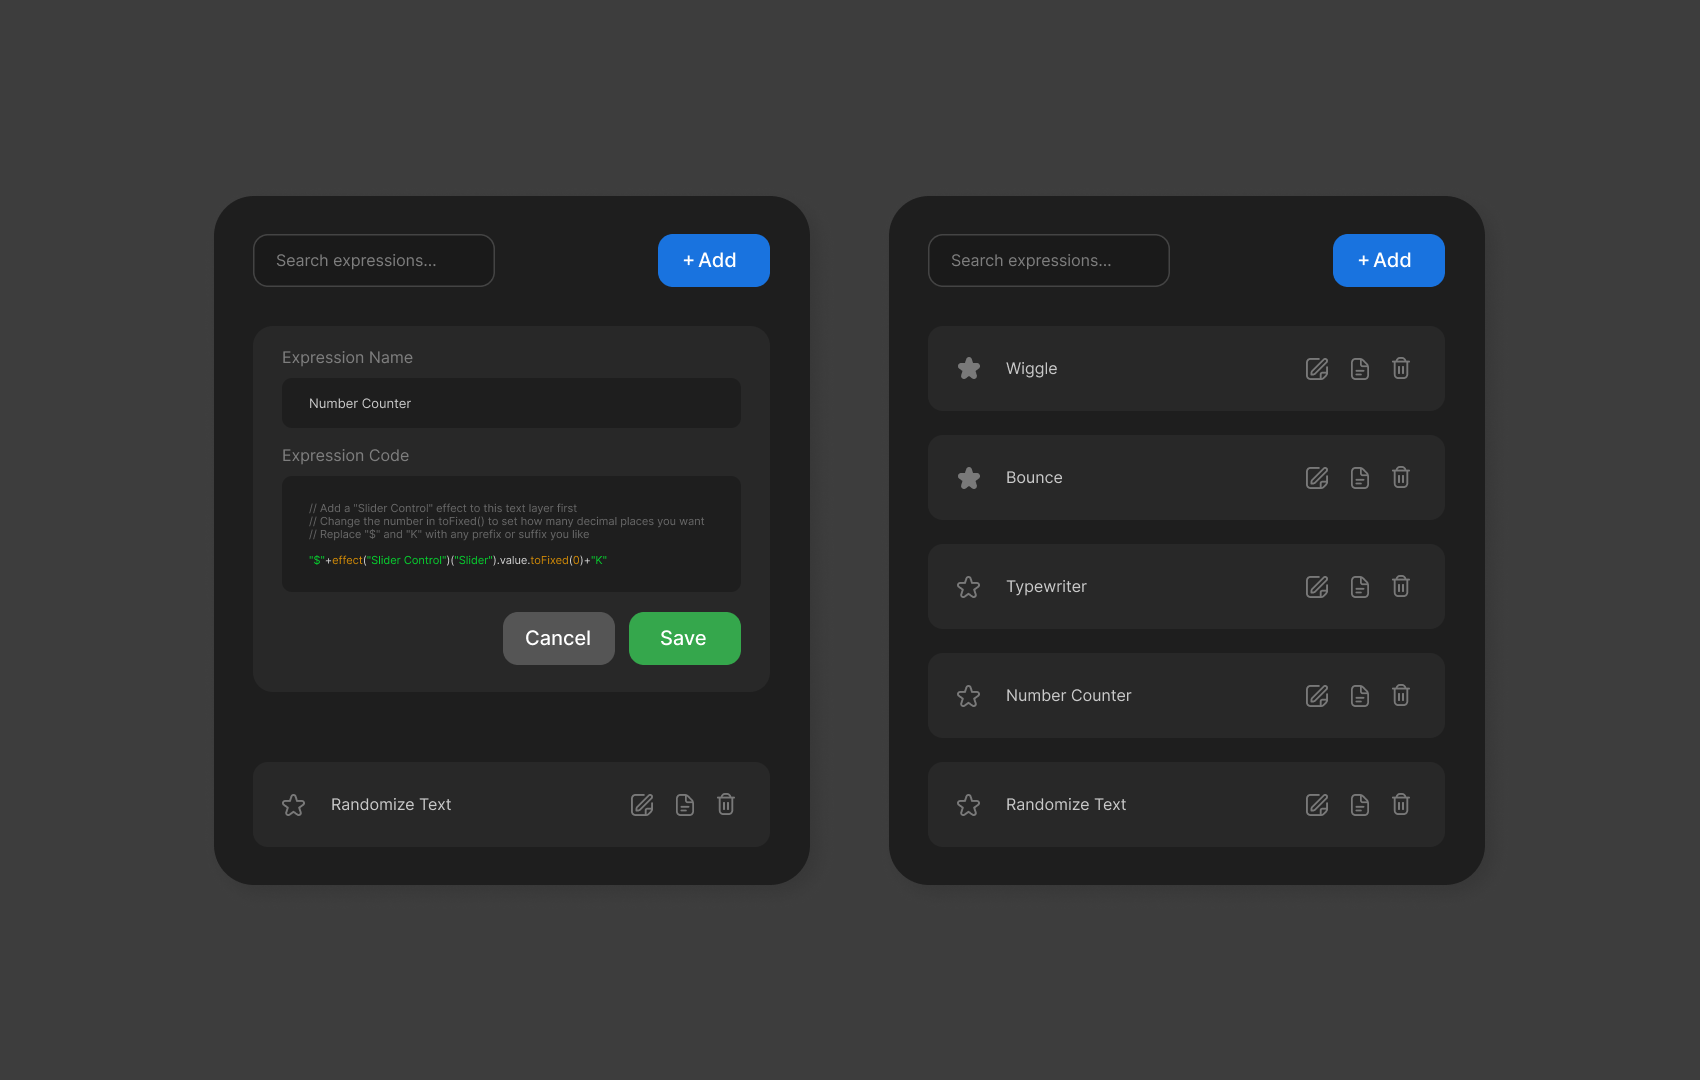 Search expressions...
+ Add
Expression Name
Number Counter
Expression Code
// Add a "Slider Control" effect to this text layer first
// Change the number in toFixed() to set how many decimal places you want
// Replace "$" and "K" with any prefix or suffix you like
"$"+effect("Slider Control")("Slider").value.toFixed(0)+"K"
Cancel
Save
Randomize Text
Search expressions...
+ Add
Wiggle
Bounce
Typewriter
Number Counter
Randomize Text